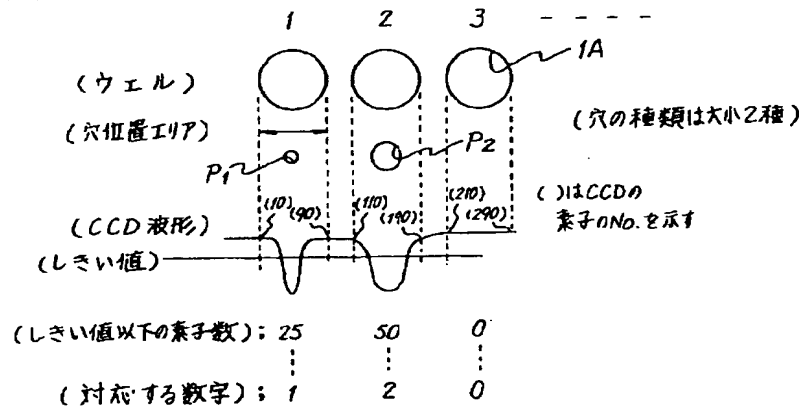 1 2 3 - - - -
1A
(ウェル)
(穴の種類は大小2種)
(穴位置エリア)
P1 P2
( )はCCDの
素子のNo.を示す
(10) (90) (110) (190) (210) (290)
(CCD波形)
(しきい値)
(しきい値以下の素子数); 25 50 0
(対応する数字); 1 2 0